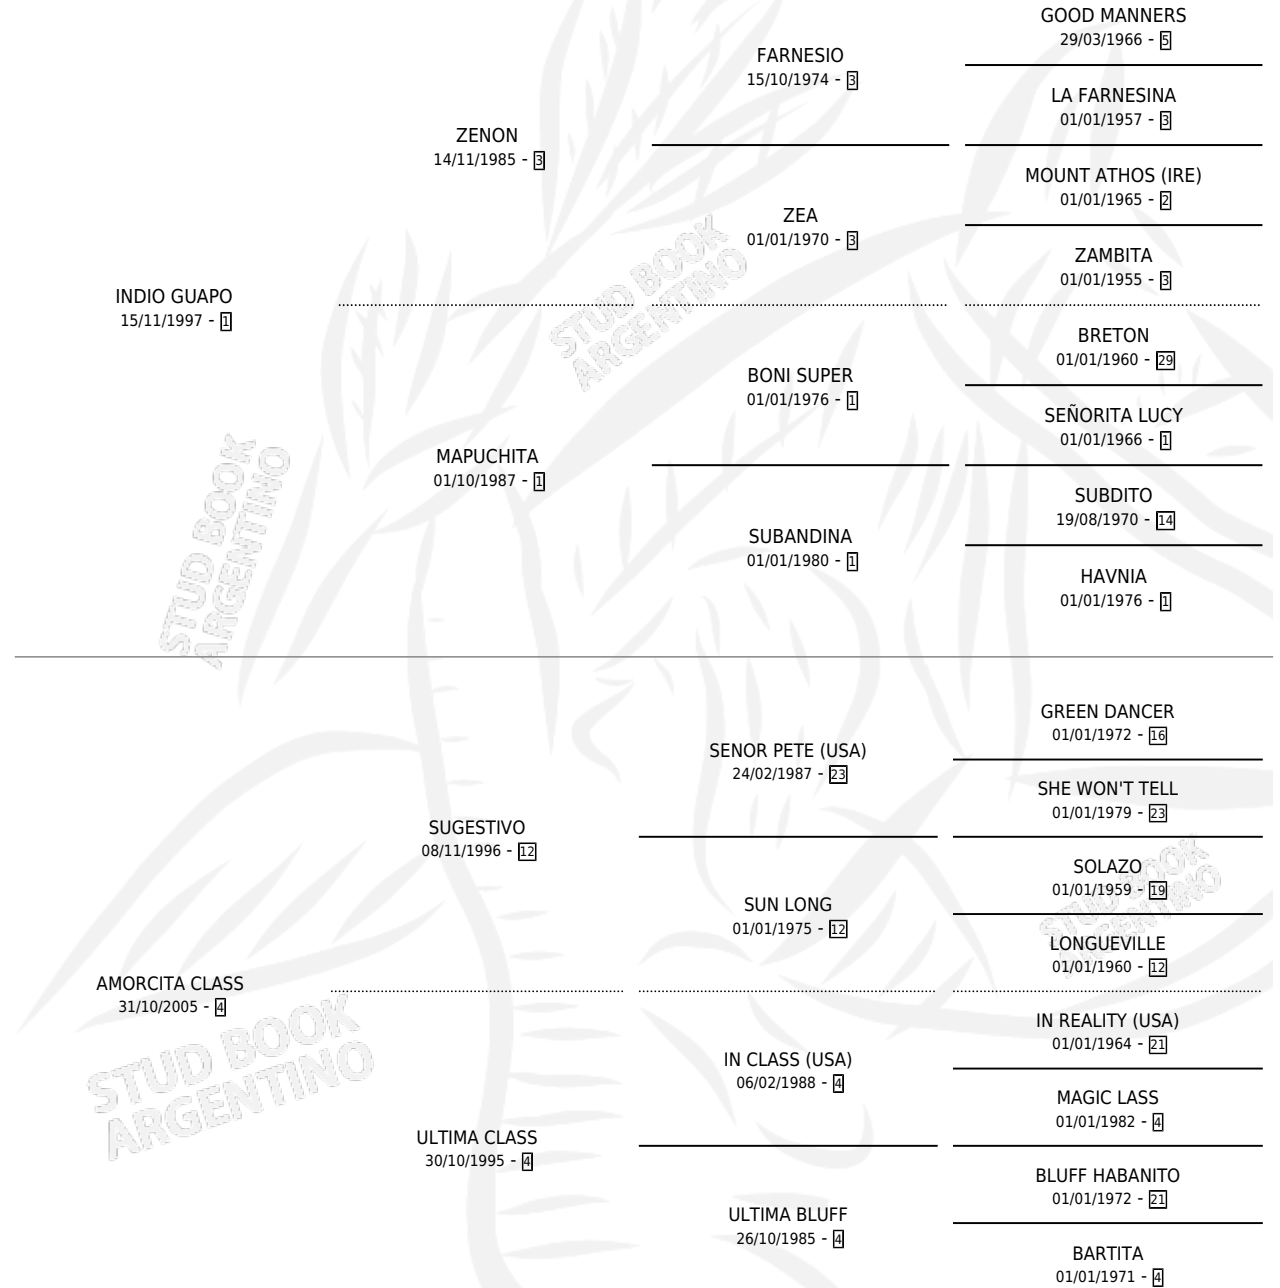 GOOD MANNERS
29/03/1966 - 5
FARNESIO
15/10/1974 - 3
LA FARNESINA
01/01/1957 - 3
ZENON
14/11/1985 - 3
MOUNT ATHOS (IRE)
01/01/1965 - 2
ZEA
01/01/1970 - 3
ZAMBITA
01/01/1955 - 3
INDIO GUAPO
15/11/1997 - 1
BRETON
01/01/1960 - 29
BONI SUPER
01/01/1976 - 1
SEÑORITA LUCY
01/01/1966 - 1
MAPUCHITA
01/10/1987 - 1
SUBDITO
19/08/1970 - 14
SUBANDINA
01/01/1980 - 1
HAVNIA
01/01/1976 - 1
STUD BOOK
ARGENTINO
STUD BOOK
ARGENTINO
GREEN DANCER
01/01/1972 - 16
SENOR PETE (USA)
24/02/1987 - 23
SHE WON'T TELL
01/01/1979 - 23
SUGESTIVO
08/11/1996 - 12
SOLAZO
01/01/1959 - 19
SUN LONG
01/01/1975 - 12
LONGUEVILLE
01/01/1960 - 12
AMORCITA CLASS
31/10/2005 - 4
IN REALITY (USA)
01/01/1964 - 21
IN CLASS (USA)
06/02/1988 - 4
MAGIC LASS
01/01/1982 - 4
ULTIMA CLASS
30/10/1995 - 4
BLUFF HABANITO
01/01/1972 - 21
ULTIMA BLUFF
26/10/1985 - 4
BARTITA
01/01/1971 - 4
STUD BOOK
ARGENTINO
STUD BOOK
ARGENTINO